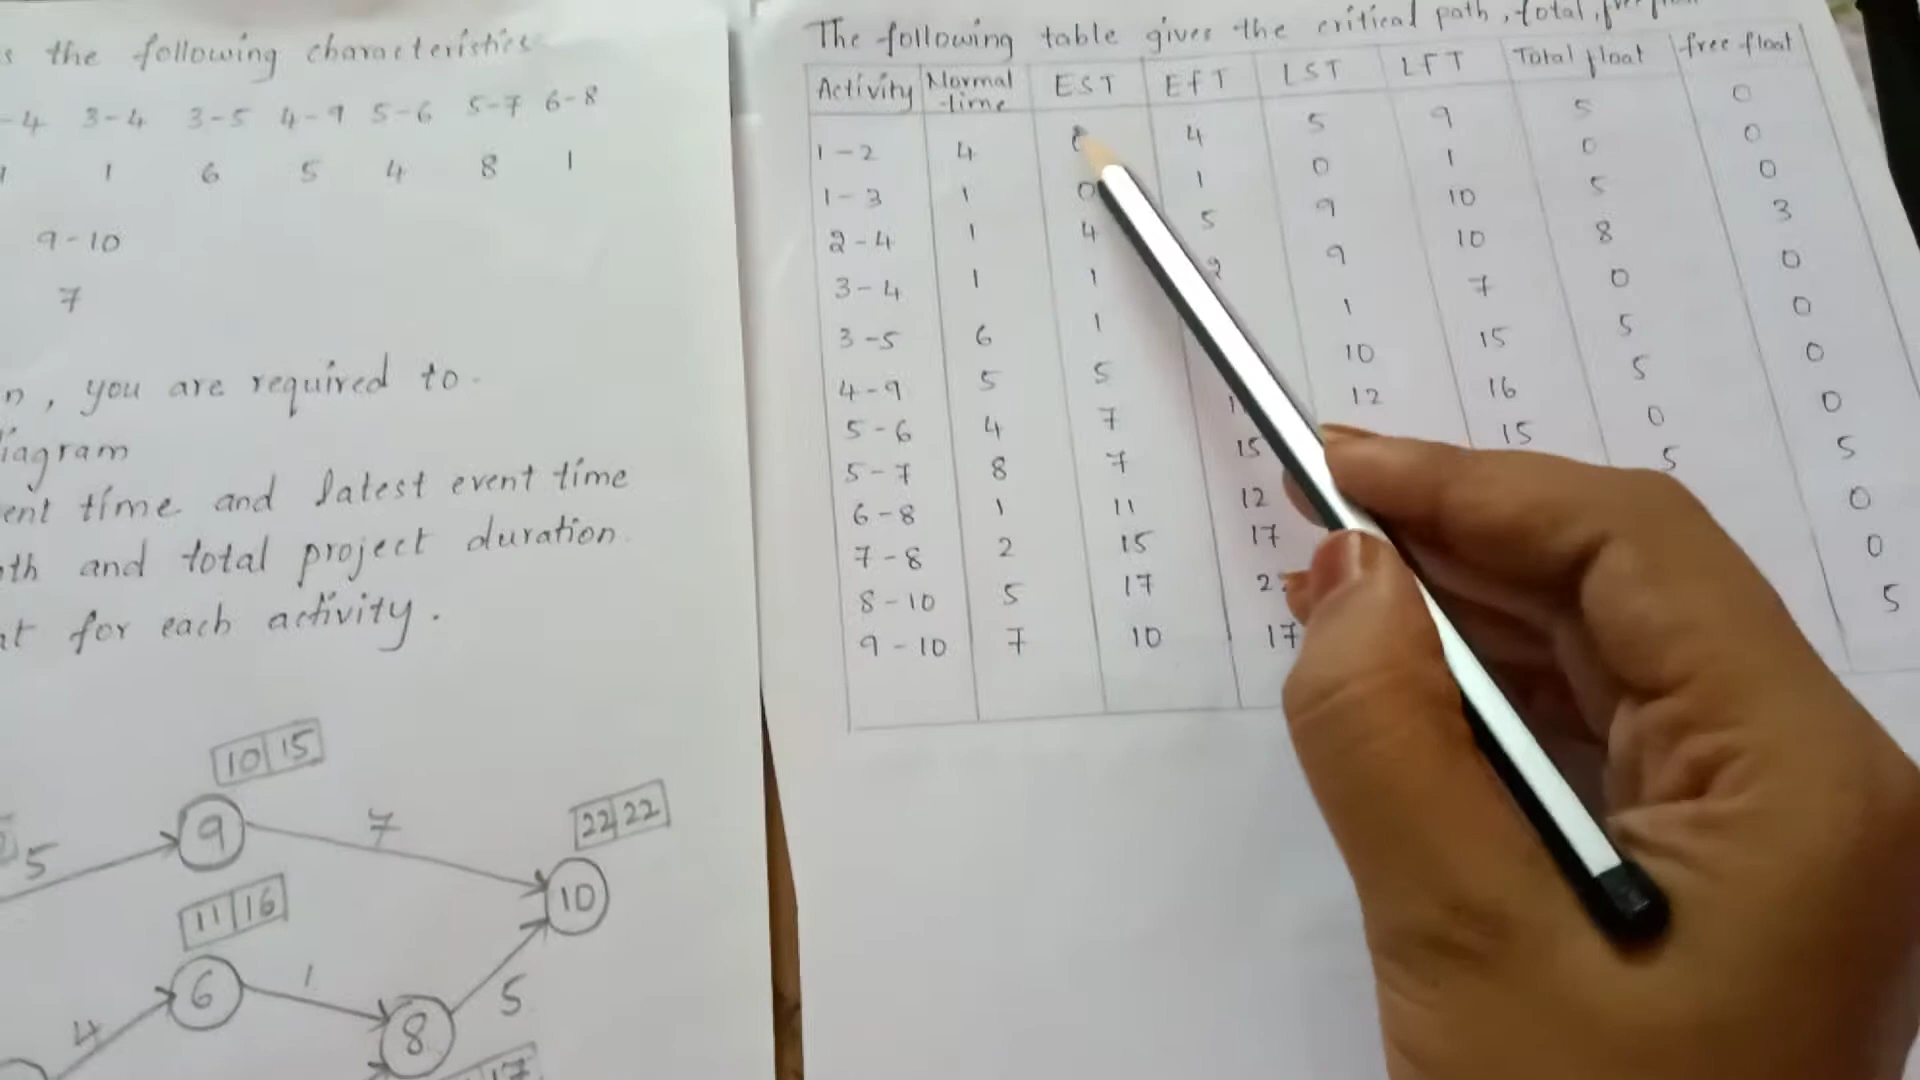 the following characteristics
-4 3-4 3-5 4-9 5-6 5-7 6-8
1 6 5 4 8 1
9-10
7
you are required to
diagram
time and latest event time
and total project duration
for each activity.
10 15
9
7
22 22
10
5
11 16
6
1
8
5
4
17
The following table gives the critical path, total,
Activity Normal time EST EFT LST LFT Total float free float
1-2 4 4 5 9 5 0
1-3 1 0 1 0 1 0 0
2-4 1 4 5 9 10 5 0
3-4 1 1 2 9 10 8 3
3-5 6 1 1 7 0 0
4-9 5 5 10 15 5 0
5-6 4 7 12 16 5 0
5-7 8 7 15 15 0 0
6-8 1 11 12 5 5
7-8 2 15 17 0
8-10 5 17 0
9-10 7 10 17 5